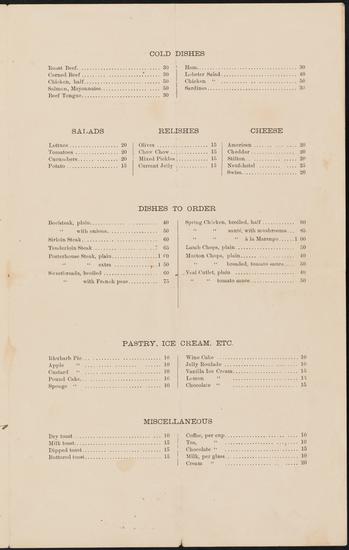 COLD DISHES
Roast Beef 30
Corned Beef 30
Chicken, half 50
Salmon, Mayonnaise 50
Beef Tongue 30
Ham 30
Lobster Salad 40
Chicken " 50
Sardines 30
SALADS
Lettuce 20
Tomatoes 20
Cucumbers 20
Potato 15
RELISHES
Olives 15
Chow Chow 15
Mixed Pickles 15
Currant Jelly 15
CHEESE
American 20
Cheddar 20
Stilton 20
Neufchatel 25
Swiss 20
DISHES TO ORDER
Beefsteak, plain 40
" with onions 50
Sirloin Steak 60
Tenderloin Steak 65
Porterhouse Steak, plain 1 00
" " extra 1 50
Sweetbreads, broiled 60
" with French peas 75
Spring Chicken, broiled, half 60
" " sauté, with mushrooms 85
" " " à la Marengo 1 00
Lamb Chops, plain 50
Mutton Chops, plain 40
" " breaded, tomato sauce 50
Veal Cutlet, plain 40
" " tomato sauce 50
PASTRY, ICE CREAM, ETC.
Rhubarb Pie 10
Apple " 10
Custard " 10
Pound Cake 10
Sponge " 10
Wine Cake 10
Jelly Roulade 10
Vanilla Ice Cream 15
Lemon " 15
Chocolate " 15
MISCELLANEOUS
Dry toast 10
Milk toast 15
Dipped toast 15
Buttered toast 15
Coffee, per cup 10
Tea, " 10
Chocolate " 15
Milk, per glass 10
Cream " 20